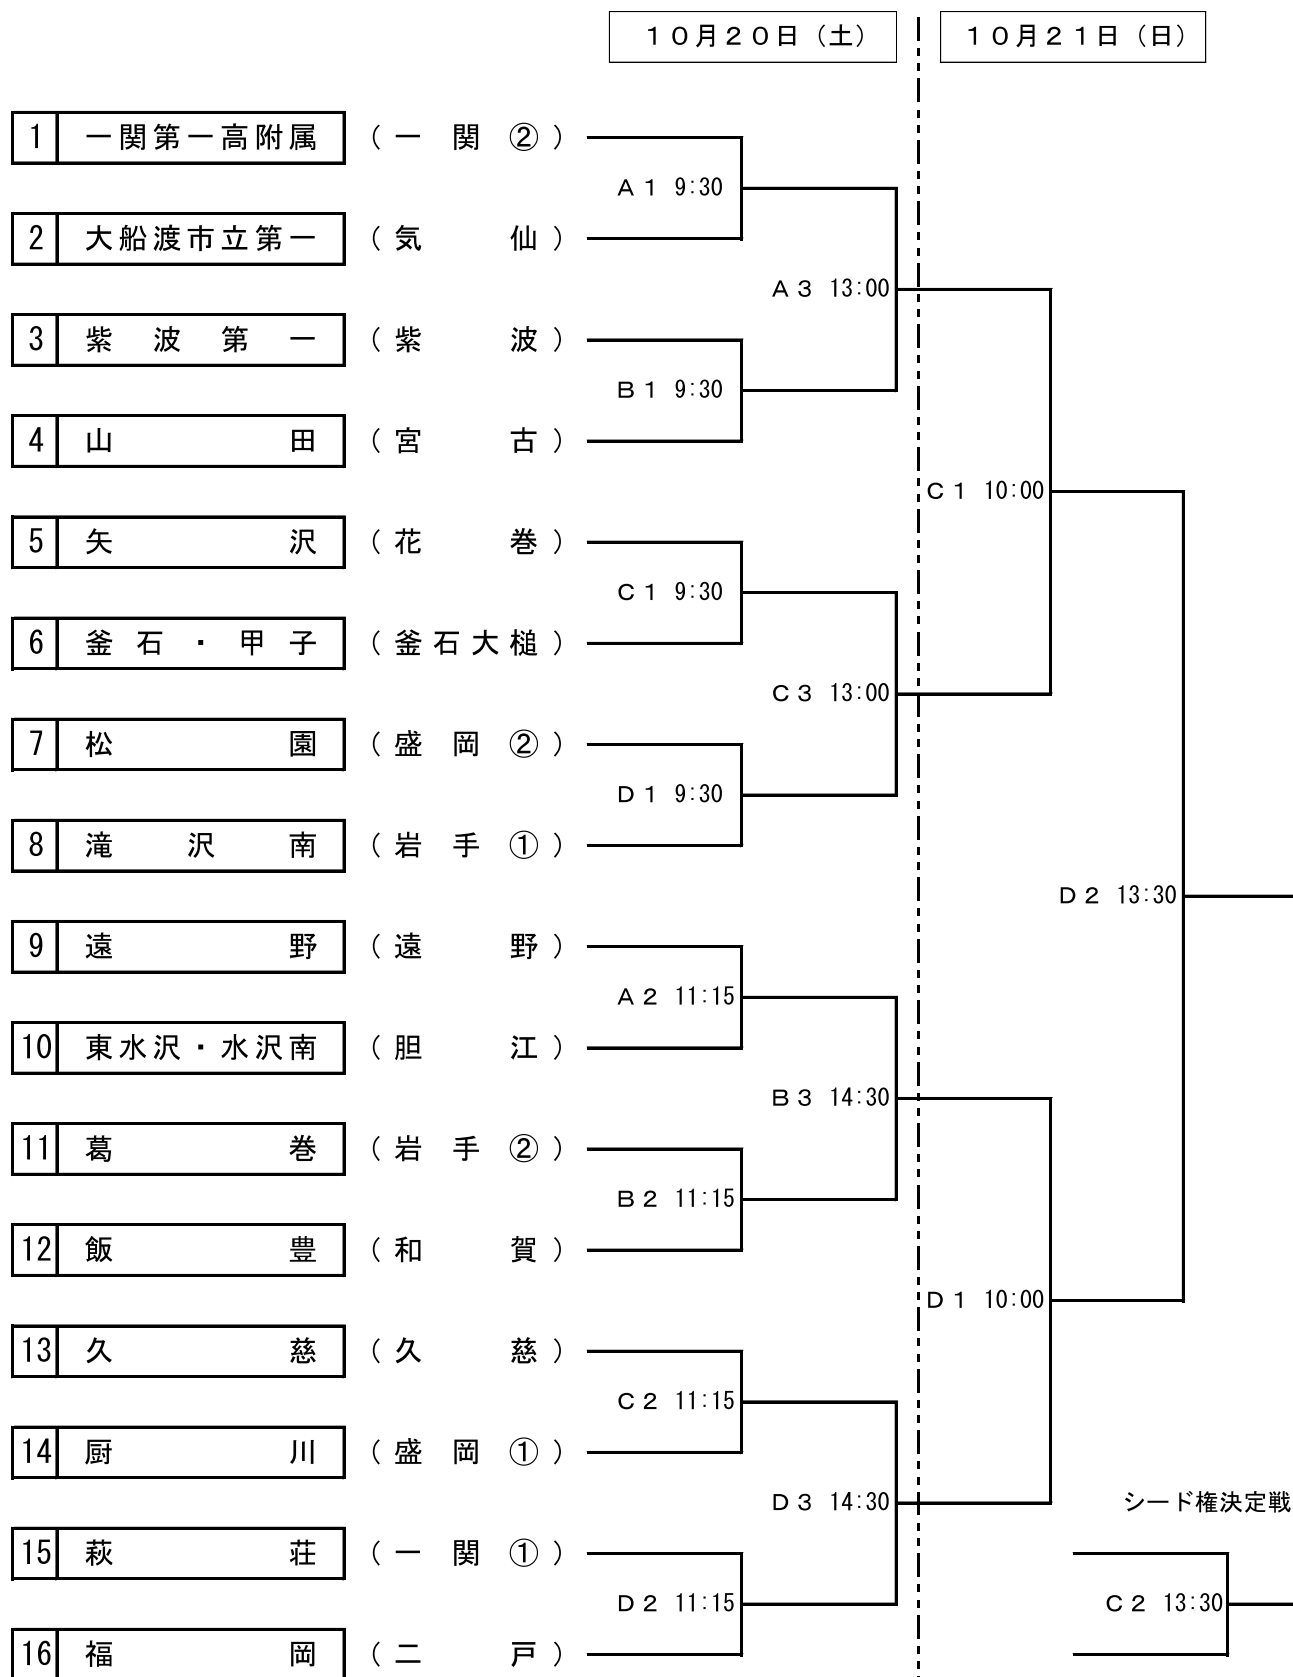 10月20日（土） 10月21日（日）
1 一関第一高附属 （一関②）
A1 9:30
2 大船渡市立第一 （気仙）
A3 13:00
3 紫波第一 （紫波）
B1 9:30
4 山田 （宮古）
C1 10:00
5 矢沢 （花巻）
C1 9:30
6 釜石・甲子 （釜石大槌）
C3 13:00
7 松園 （盛岡②）
D1 9:30
8 滝沢南 （岩手①）
D2 13:30
9 遠野 （遠野）
A2 11:15
10 東水沢・水沢南 （胆江）
B3 14:30
11 葛巻 （岩手②）
B2 11:15
12 飯豊 （和賀）
D1 10:00
13 久慈 （久慈）
C2 11:15
14 厨川 （盛岡①）
D3 14:30 シード権決定戦
15 萩荘 （一関①）
D2 11:15 C2 13:30
16 福岡 （二戸）